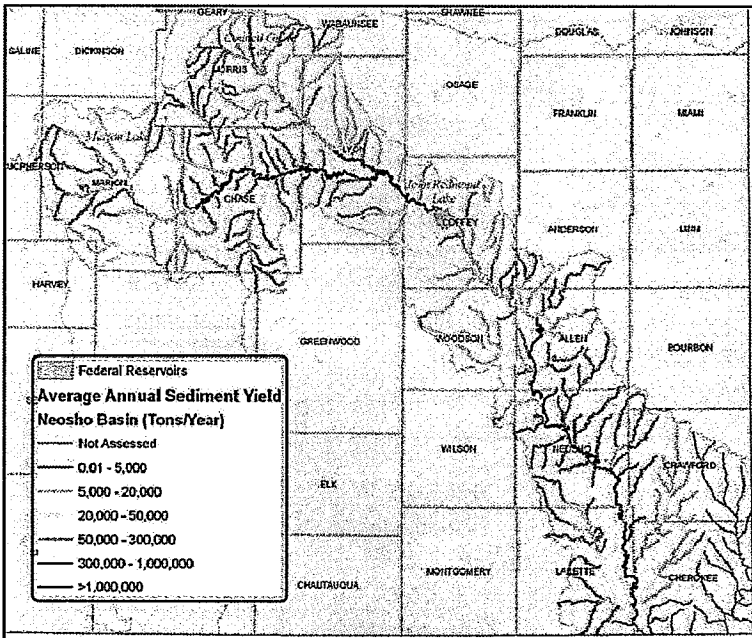 GEARY
WABAUNSEE
SHAWNEE
DOUGLAS
JOHNSON
SALINE
DICKINSON
MORRIS
OSAGE
FRANKLIN
MIAMI
Marion Lake
MCPHERSON
MARION
CHASE
LYON
John Redmond
Lake
COFFEY
ANDERSON
LINN
HARVEY
GREENWOOD
WOODSON
ALLEN
BOURBON
Federal Reservoirs
Average Annual Sediment Yield
Neosho Basin (Tons/Year)
Not Assessed
0.01 - 5,000
5,000 - 20,000
20,000 - 50,000
50,000 - 300,000
300,000 - 1,000,000
>1,000,000
WILSON
NEOSHO
CRAWFORD
ELK
CHAUTAUQUA
MONTGOMERY
LABETTE
CHEROKEE